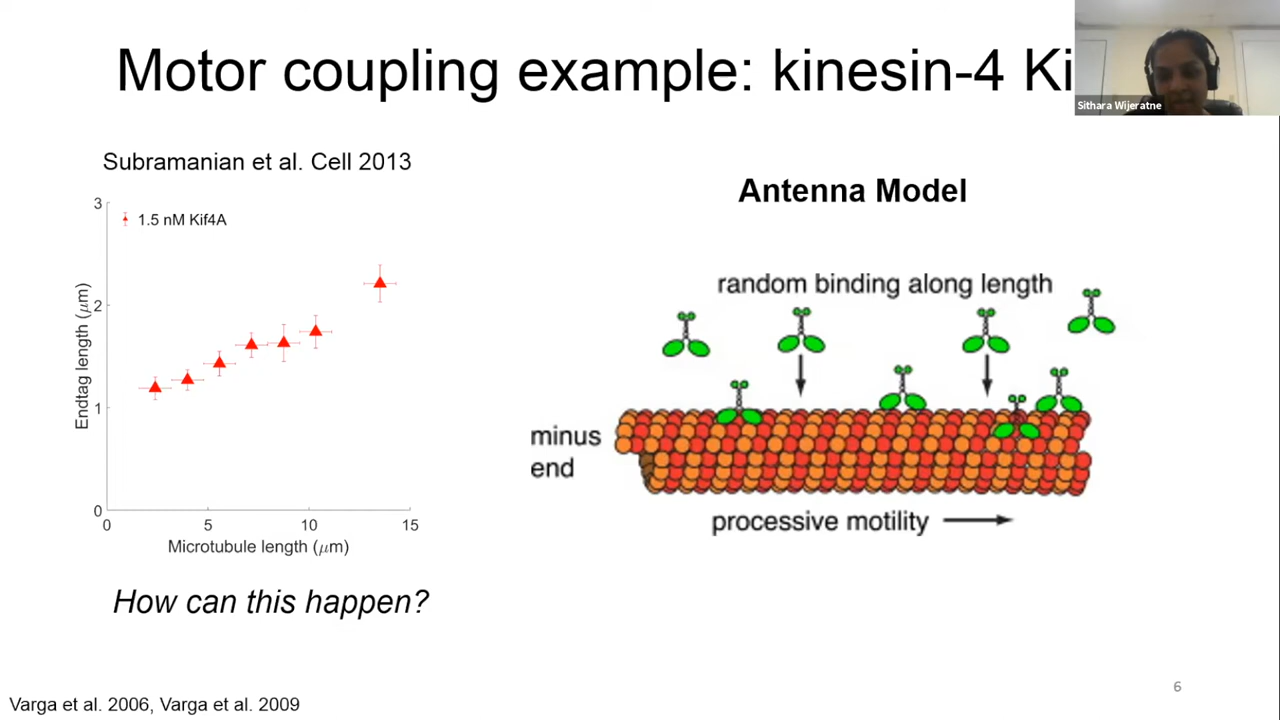 Motor coupling example: kinesin-4 Ki
Sithara Wijeratne
Subramanian et al. Cell 2013
Antenna Model
3
1.5 nM Kif4A
2
1
0
Endtag length (μm)
0 5 10 15
Microtubule length (μm)
random binding along length
minus
end
processive motility
How can this happen?
6
Varga et al. 2006, Varga et al. 2009